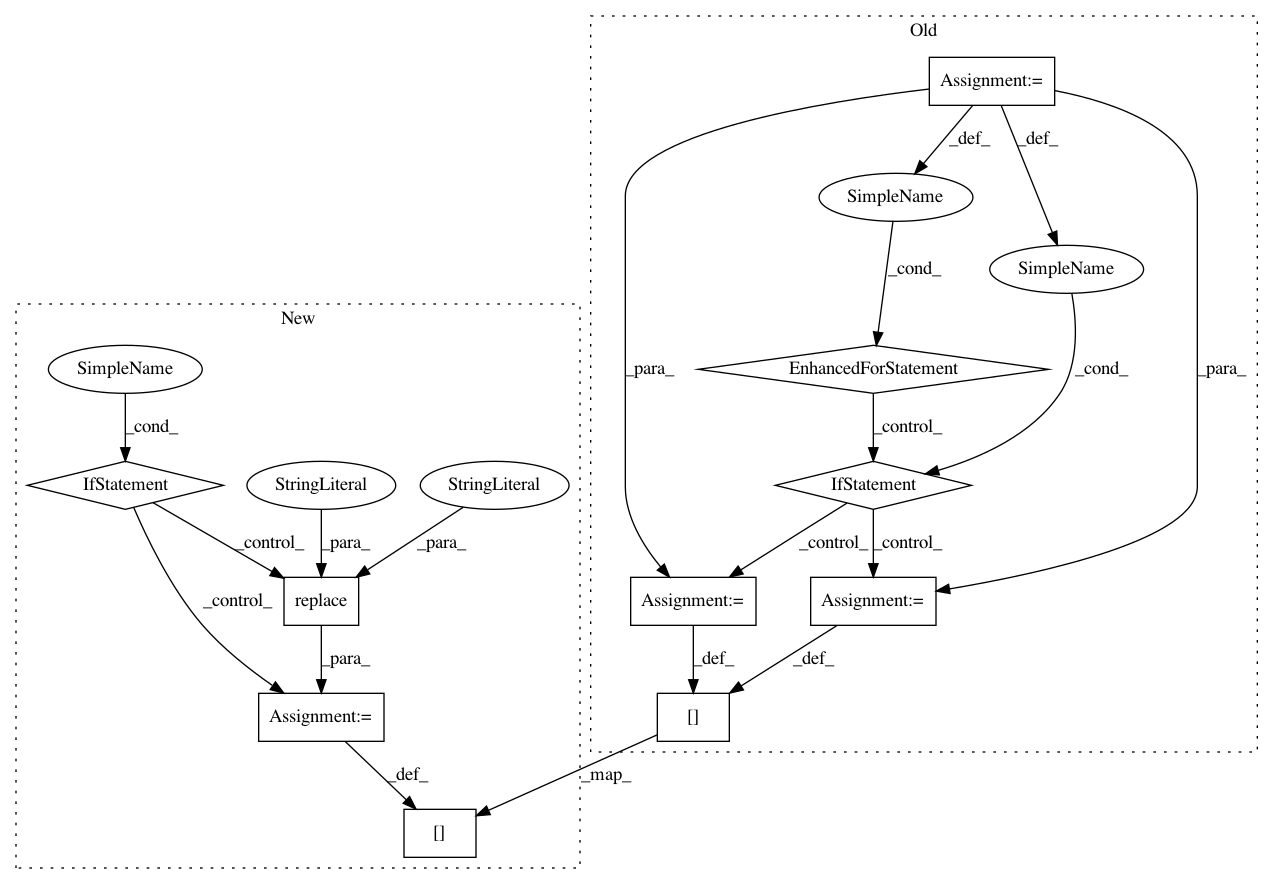 Old
Assignment:=
_def_
_def_
SimpleName
SimpleName
_cond_
New
SimpleName
EnhancedForStatement
_para_
_cond_
_para_
_cond_
_control_
IfStatement
StringLiteral
StringLiteral
IfStatement
_control_
_para_
_para_
_control_
_control_
_control_
replace
Assignment:=
Assignment:=
_para_
_def_
_def_
Assignment:=
[]
_def_
_map_
[]